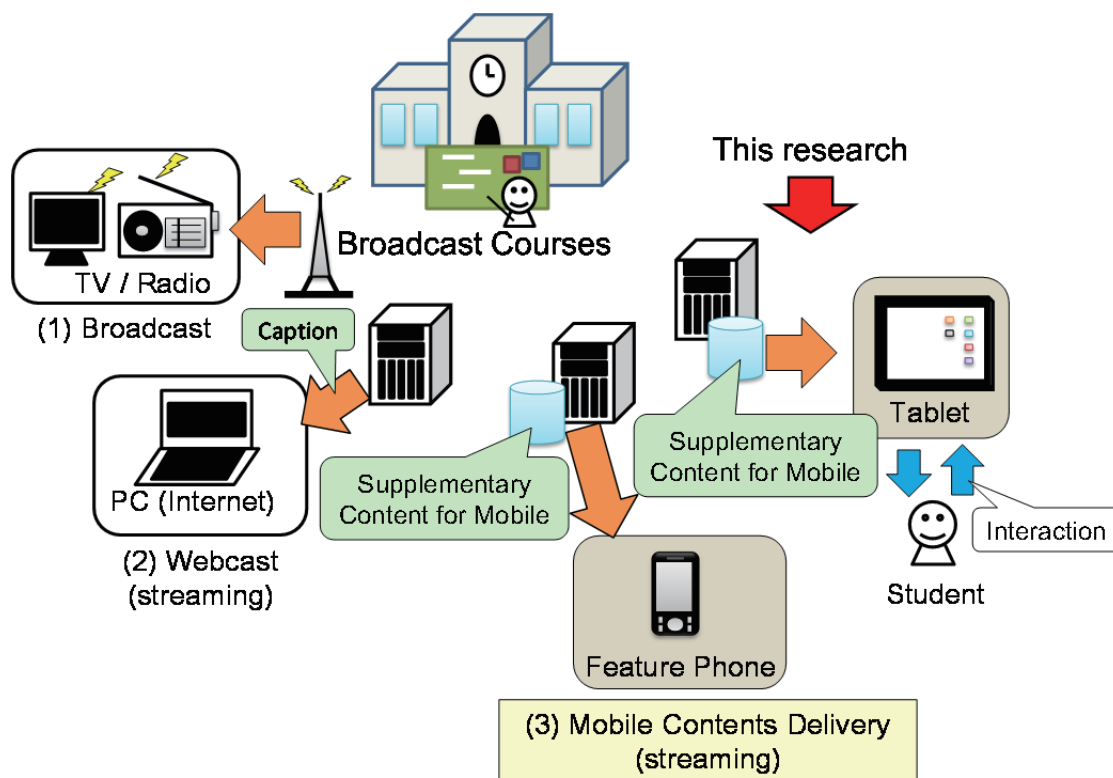 This research
Broadcast Courses
TV / Radio
(1) Broadcast
Caption
Tablet
Supplementary
Content for Mobile
Supplementary
Content for Mobile
PC (Internet)
Interaction
(2) Webcast
(streaming)
Student
Feature Phone
(3) Mobile Contents Delivery
(streaming)